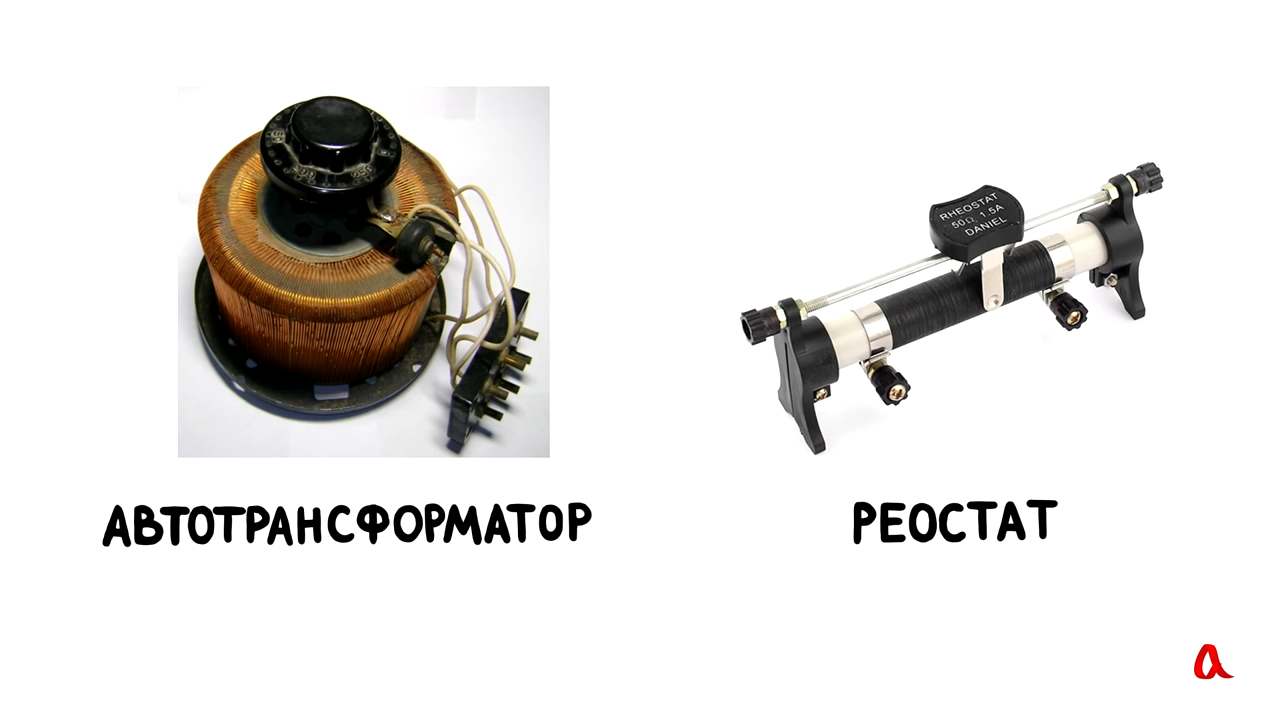 RHEOSTAT
50Ω, 1.5A
DANIEL
АВТОТРАНСФОРМАТОР
РЕОСТАТ
a